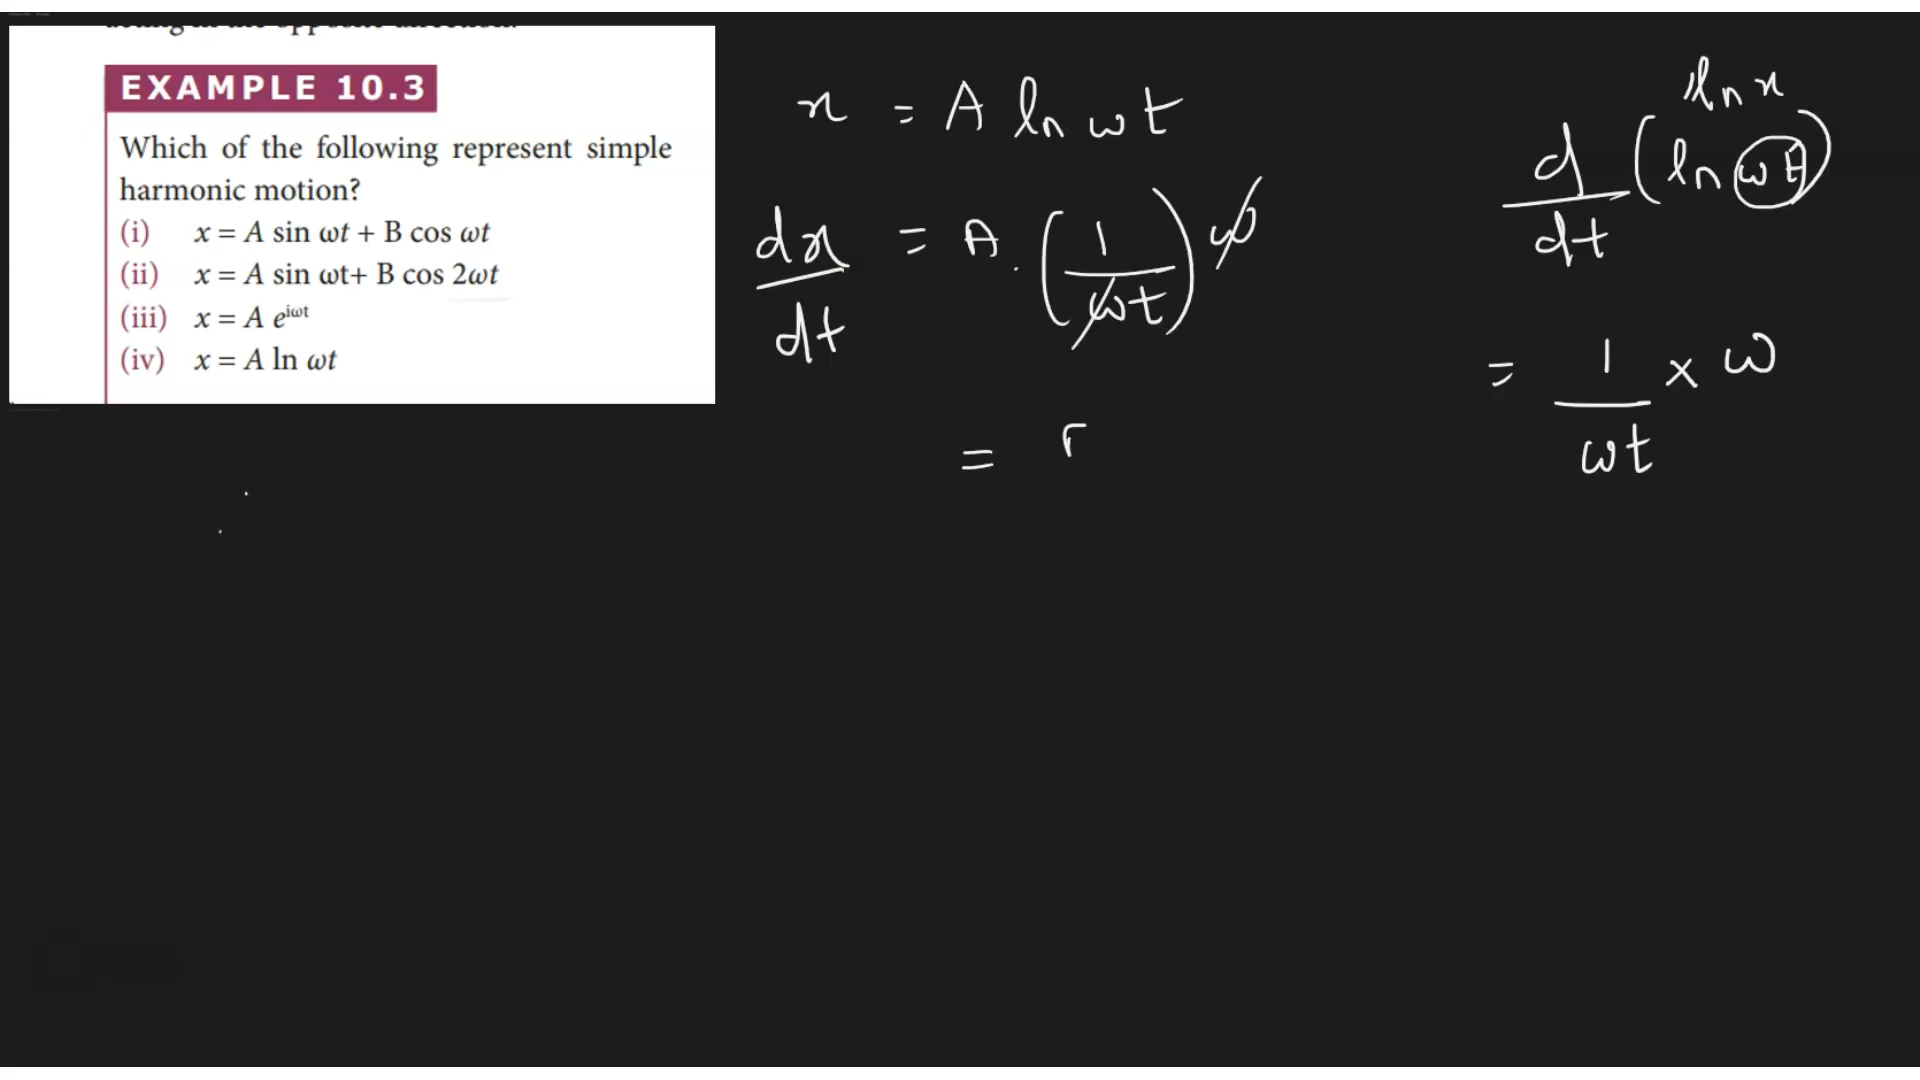 EXAMPLE 10.3
Which of the following represent simple
harmonic motion?
(i) x = A sin ωt + B cos ωt
(ii) x = A sin ωt+ B cos 2ωt
(iii) x = A e^{iωt}
(iv) x = A ln ωt
x = A ln ωt
dx/dt = A . (1/ωt) ω
=
ln x
d/dt (ln ωt)
= 1/ωt × ω